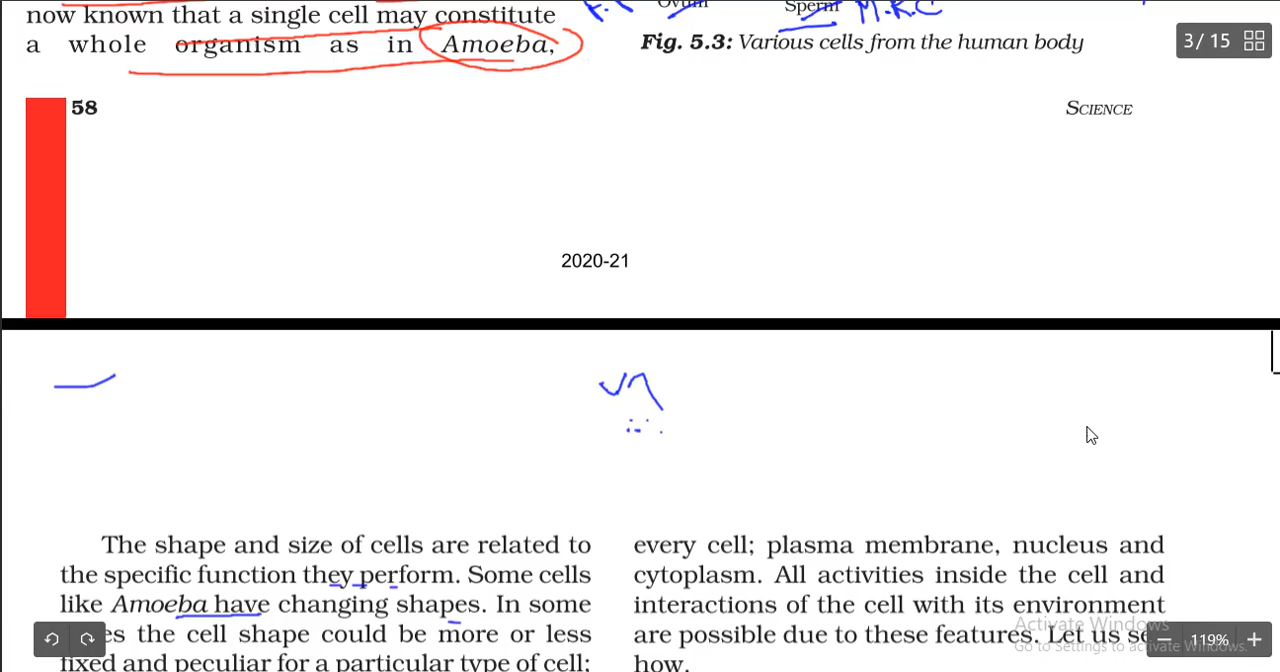 now known that a single cell may constitute
a whole organism as in Amoeba,
Ovum
Sperm
M.R.C
Fig. 5.3: Various cells from the human body
3 / 15
58
SCIENCE
2020-21
The shape and size of cells are related to
the specific function they perform. Some cells
like Amoeba have changing shapes. In some
the cell shape could be more or less
fixed and peculiar for a particular type of cell;
every cell; plasma membrane, nucleus and
cytoplasm. All activities inside the cell and
interactions of the cell with its environment
are possible due to these features. Let us
how.
Activate Windows
Go to Settings to activate Windows.
119%